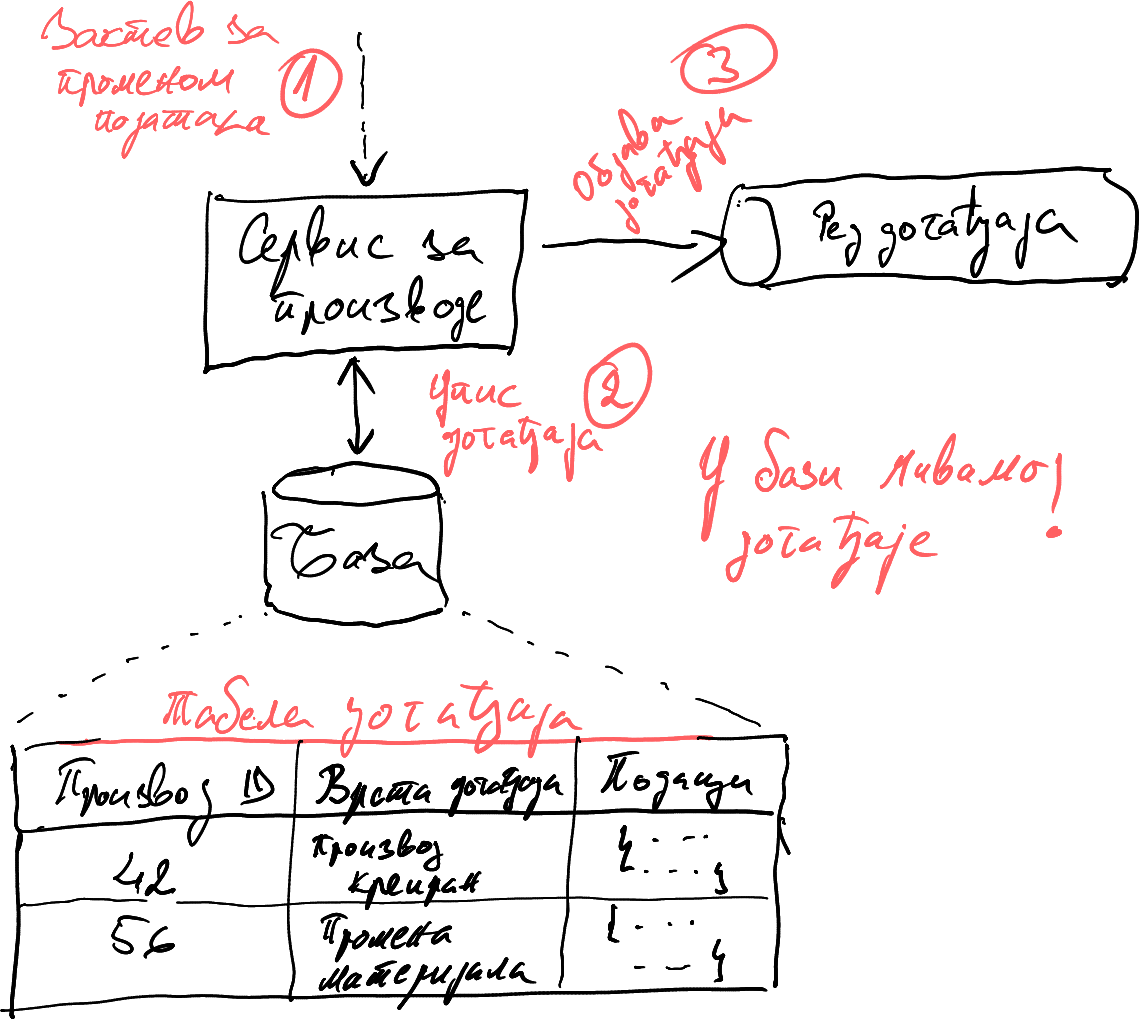 Захтев за
променом
података
1
3
Објава
догађаја
Сервис за
производе
Ред догађаја
Упис
догађаја
2
База
У бази чувамо
догађаје!
Табела догађаја
Производ ID
Врста догађаја
Подаци
42
Производ
креиран
{ . . . .
. . . . }
56
Промена
материјала
{ . . . .
. . . }